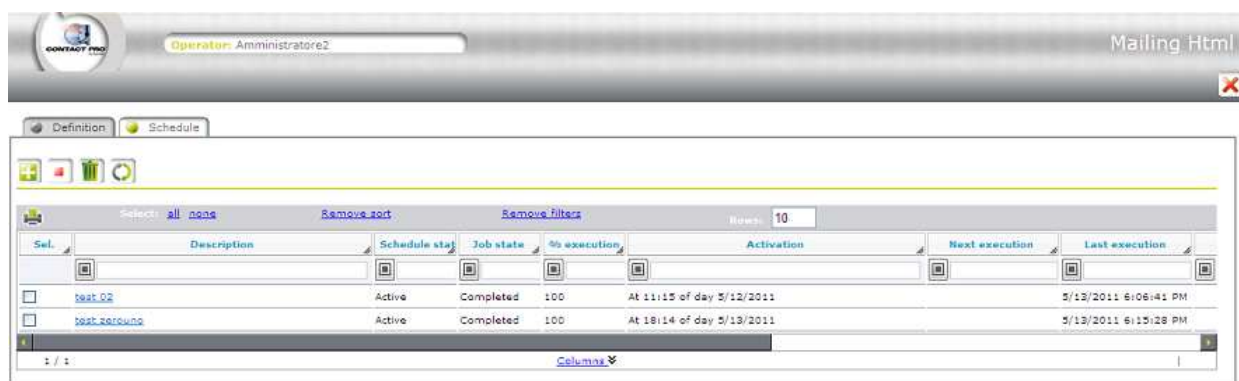 CONTACT PRO
Operator: Amministratore2
Mailing Html
Definition Schedule
Select: all none Remove sort Remove filters Rows: 10
Sel. Description Schedule stat Job state % execution Activation Next execution Last execution
test 02 Active Completed 100 At 11:15 of day 5/12/2011 5/13/2011 6:06:41 PM
test zerouno Active Completed 100 At 18:14 of day 5/13/2011 5/13/2011 6:15:28 PM
1 / 1 Columns